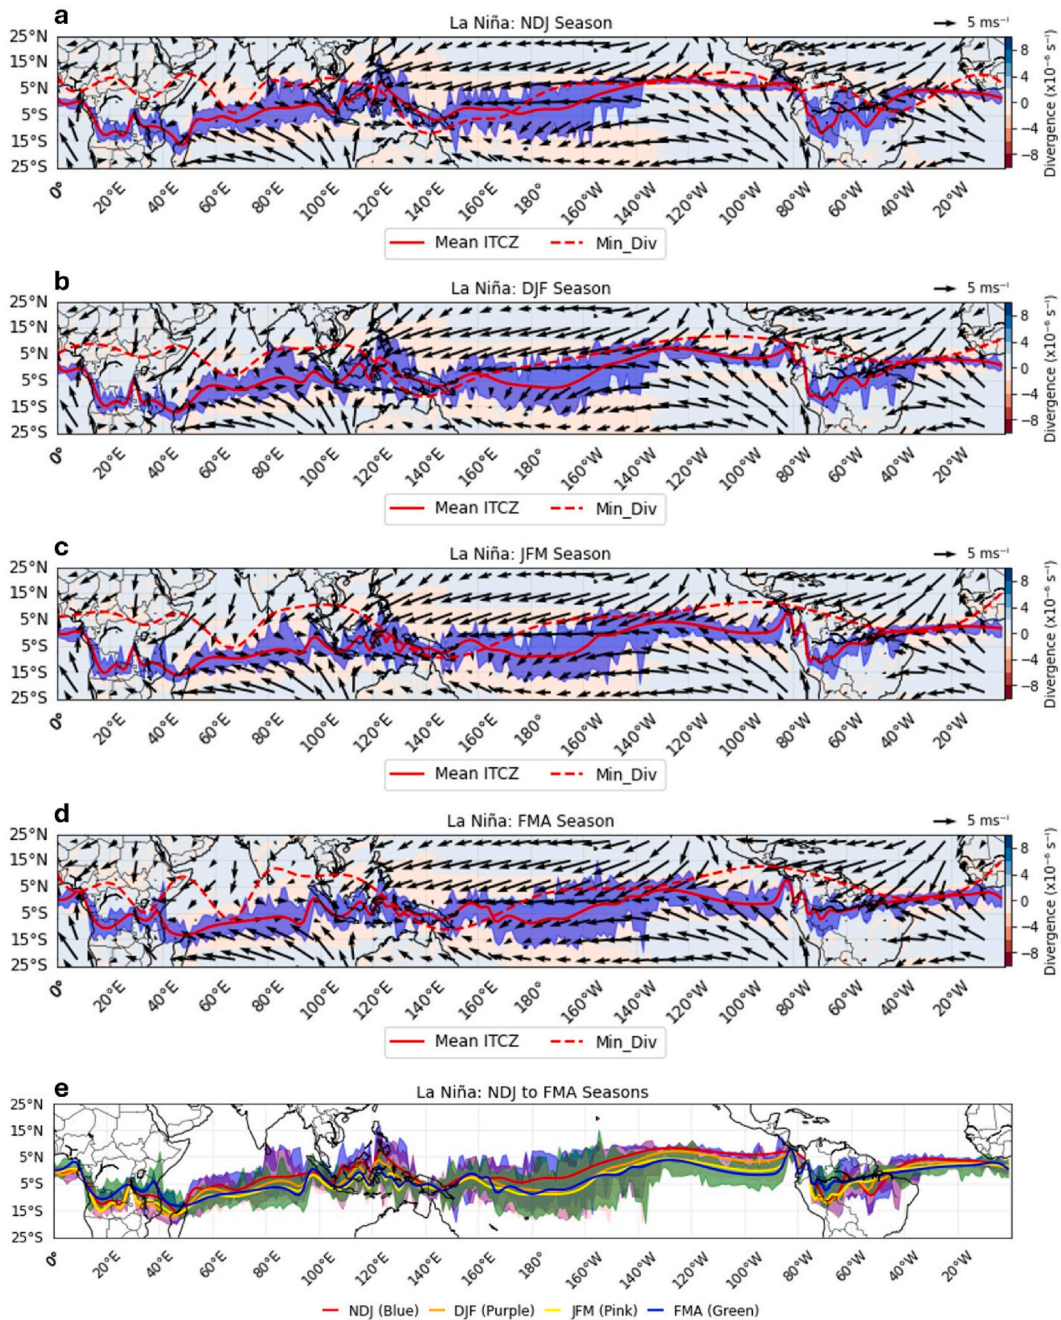 a
La Niña: NDJ Season
5 ms⁻¹
25°N
15°N
5°N
5°S
15°S
25°S
0° 20°E 40°E 60°E 80°E 100°E 120°E 140°E 160°E 180° 160°W 140°W 120°W 100°W 80°W 60°W 40°W 20°W
8
4
0
−4
−8
Divergence (x10⁻⁶ s⁻¹)
Mean ITCZ Min_Div
b
La Niña: DJF Season
5 ms⁻¹
25°N
15°N
5°N
5°S
15°S
25°S
0° 20°E 40°E 60°E 80°E 100°E 120°E 140°E 160°E 180° 160°W 140°W 120°W 100°W 80°W 60°W 40°W 20°W
8
4
0
−4
−8
Divergence (x10⁻⁶ s⁻¹)
Mean ITCZ Min_Div
c
La Niña: JFM Season
5 ms⁻¹
25°N
15°N
5°N
5°S
15°S
25°S
0° 20°E 40°E 60°E 80°E 100°E 120°E 140°E 160°E 180° 160°W 140°W 120°W 100°W 80°W 60°W 40°W 20°W
8
4
0
−4
−8
Divergence (x10⁻⁶ s⁻¹)
Mean ITCZ Min_Div
d
La Niña: FMA Season
5 ms⁻¹
25°N
15°N
5°N
5°S
15°S
25°S
0° 20°E 40°E 60°E 80°E 100°E 120°E 140°E 160°E 180° 160°W 140°W 120°W 100°W 80°W 60°W 40°W 20°W
8
4
0
−4
−8
Divergence (x10⁻⁶ s⁻¹)
Mean ITCZ Min_Div
e
La Niña: NDJ to FMA Seasons
25°N
15°N
5°N
5°S
15°S
25°S
0° 20°E 40°E 60°E 80°E 100°E 120°E 140°E 160°E 180° 160°W 140°W 120°W 100°W 80°W 60°W 40°W 20°W
NDJ (Blue) DJF (Purple) JFM (Pink) FMA (Green)